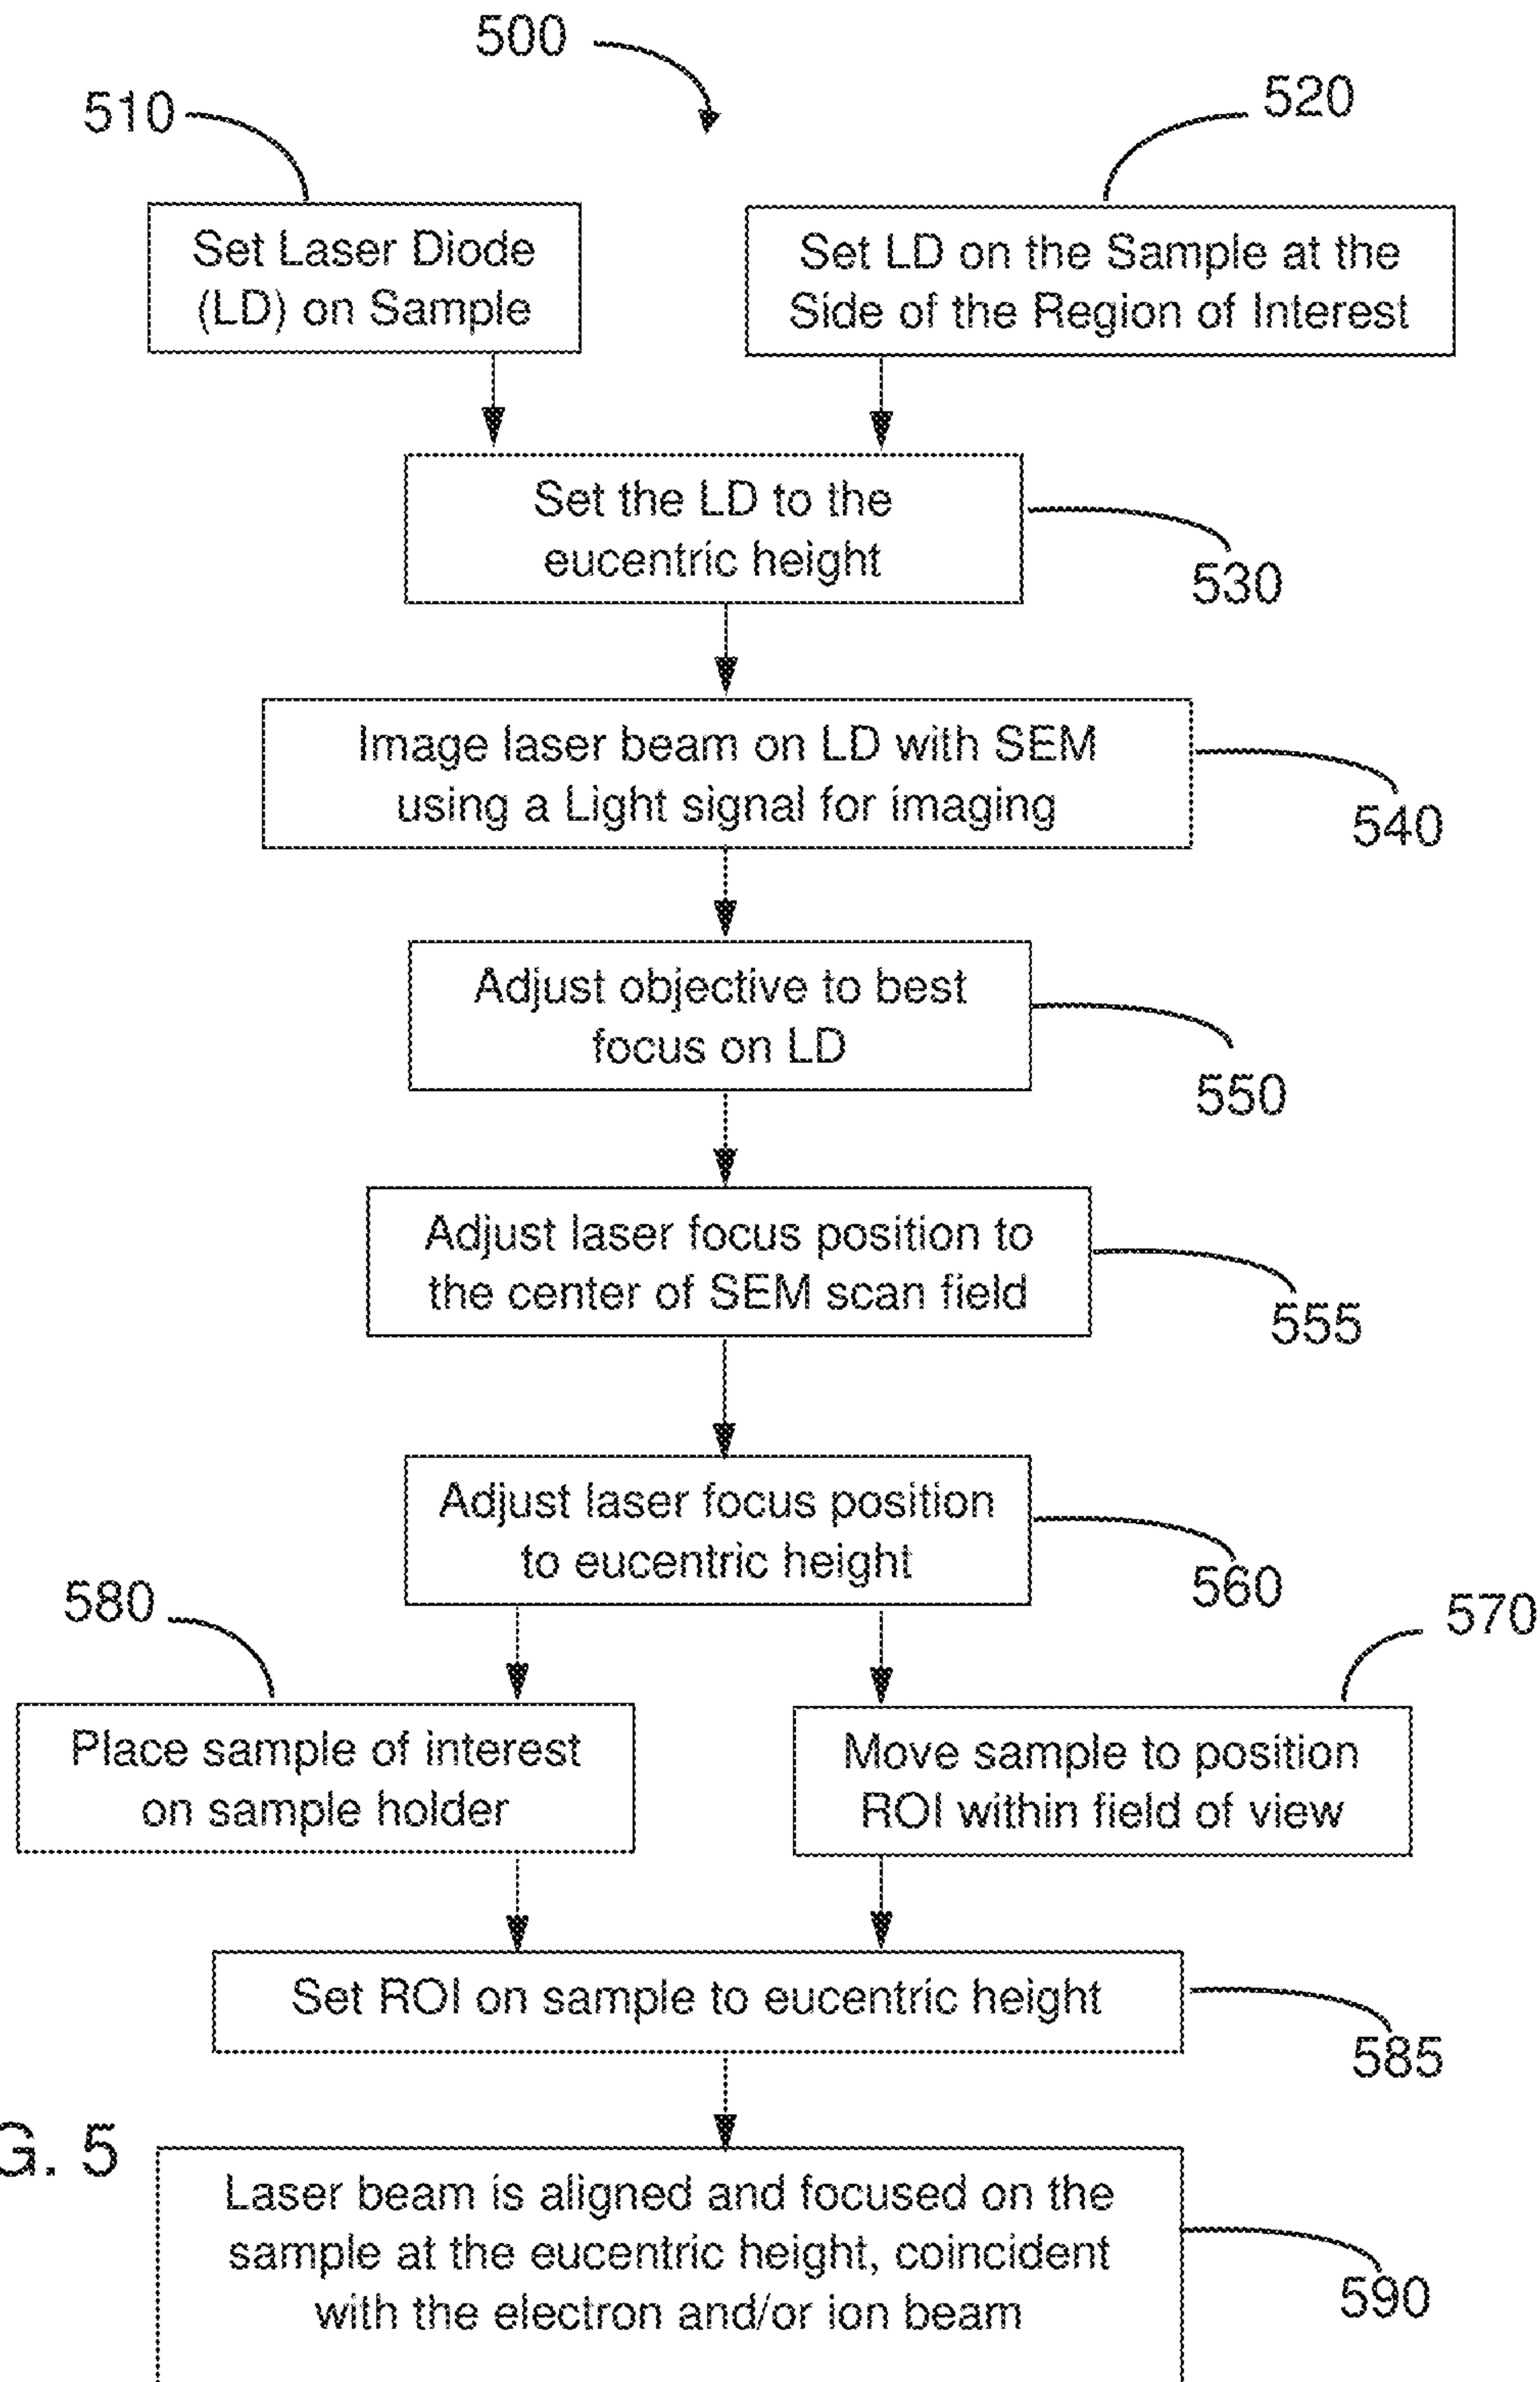 500
510
520
Set Laser Diode
(LD) on Sample
Set LD on the Sample at the
Side of the Region of Interest
Set the LD to the
eucentric height
530
Image laser beam on LD with SEM
using a Light signal for imaging
540
Adjust objective to best
focus on LD
550
Adjust laser focus position to
the center of SEM scan field
555
Adjust laser focus position
to eucentric height
560
580
570
Place sample of interest
on sample holder
Move sample to position
ROI within field of view
Set ROI on sample to eucentric height
585
G. 5
Laser beam is aligned and focused on the
sample at the eucentric height, coincident
with the electron and/or ion beam
590